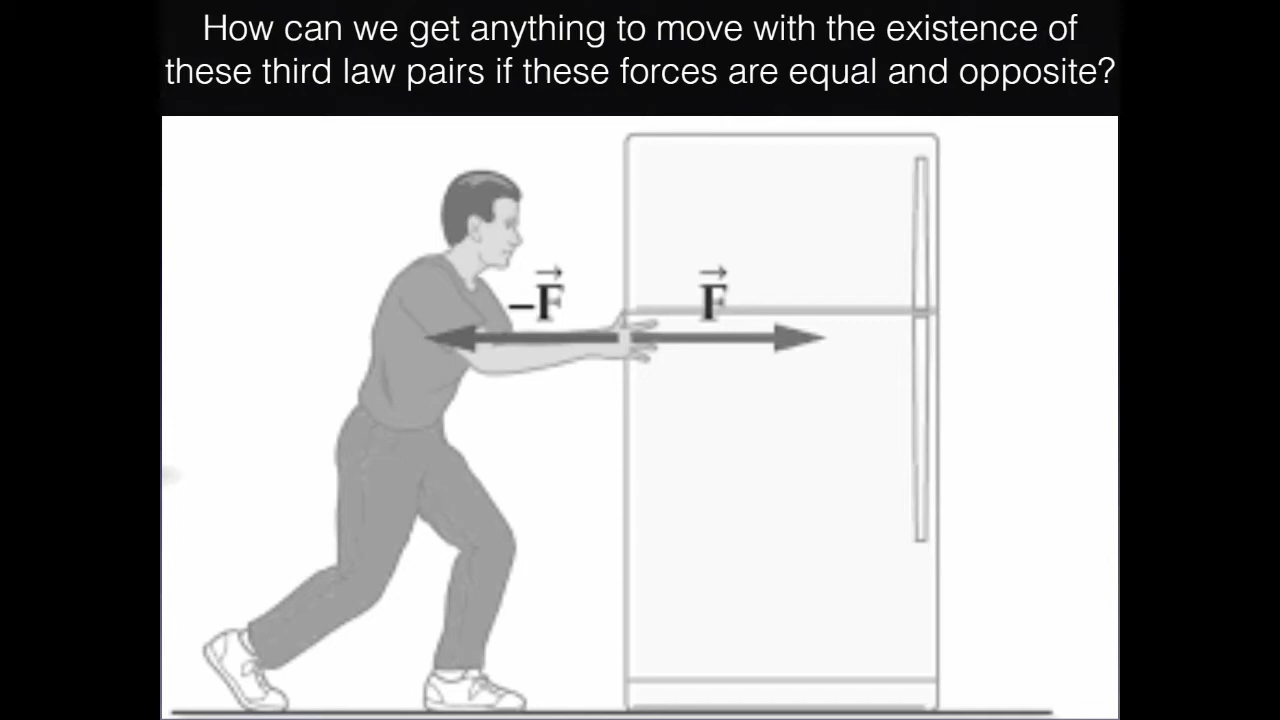 How can we get anything to move with the existence of
these third law pairs if these forces are equal and opposite?
−F⃗ F⃗